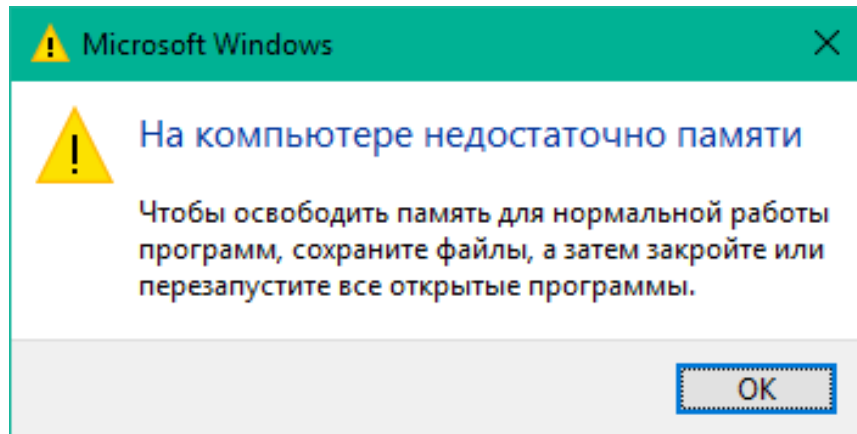 Microsoft Windows
На компьютере недостаточно памяти
Чтобы освободить память для нормальной работы
программ, сохраните файлы, а затем закройте или
перезапустите все открытые программы.
OK